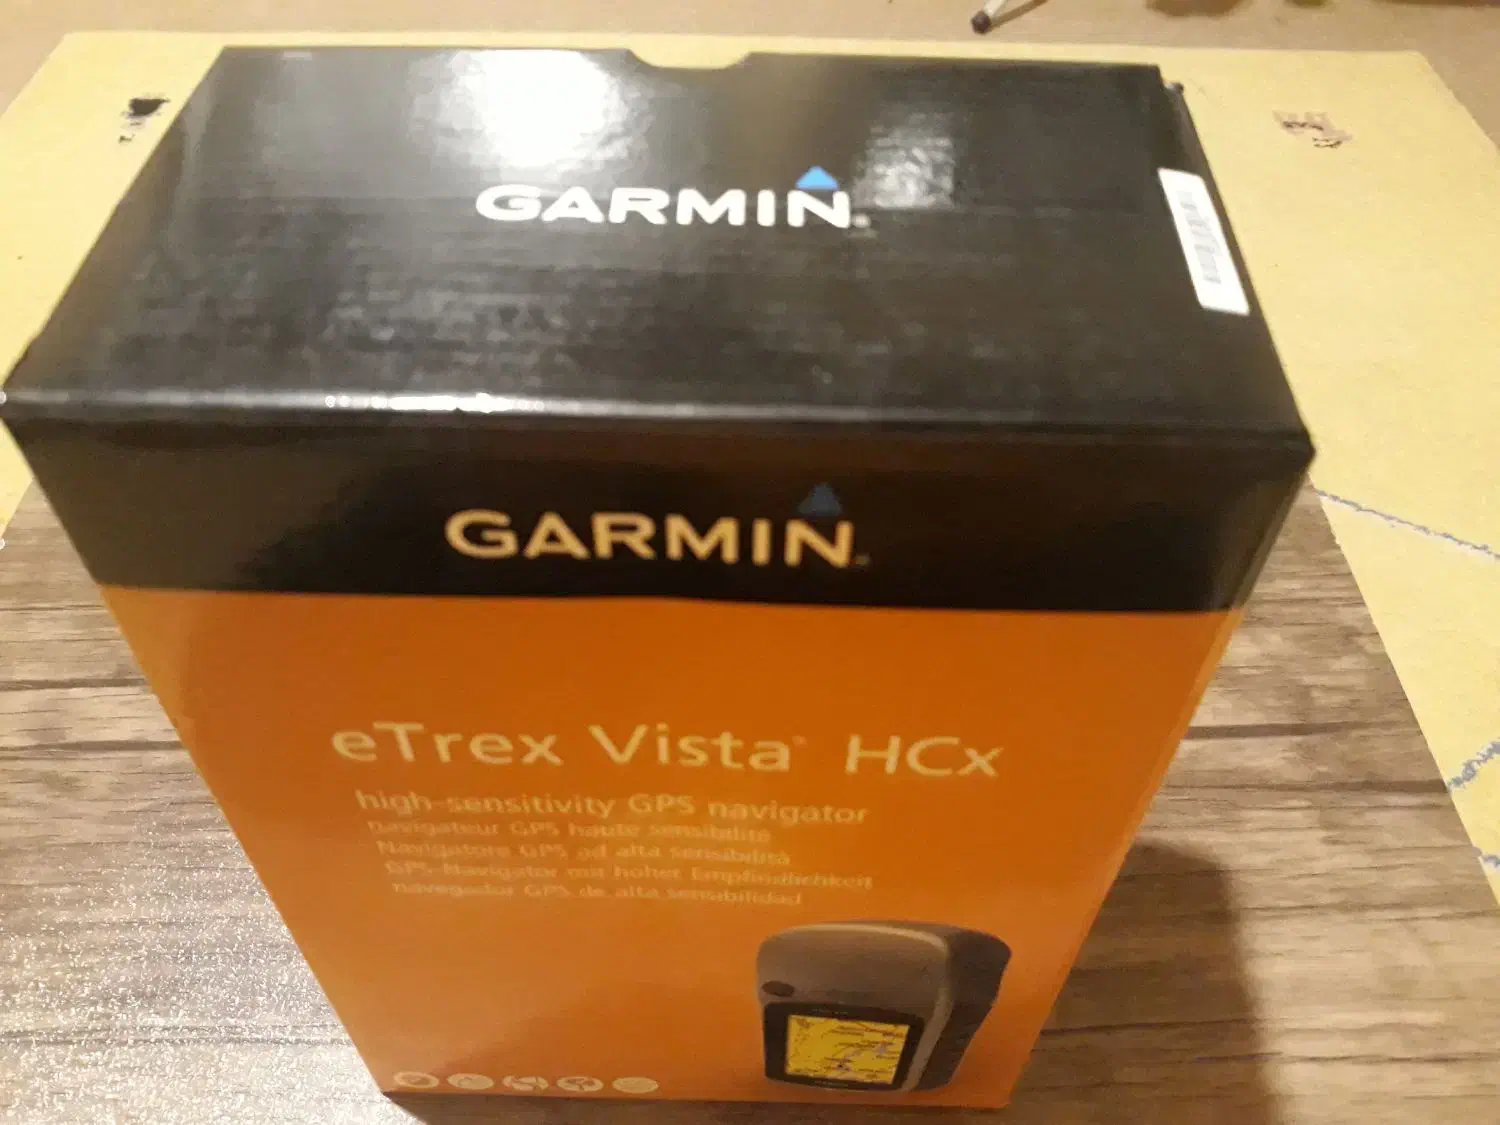 GARMIN
GARMIN
eTrex Vista® HCx
high-sensitivity GPS navigator
navigateur GPS haute sensibilité
Navigatore GPS ad alta sensibilità
GPS-Navigator mit hoher Empfindlichkeit
navegador GPS de alta sensibilidad